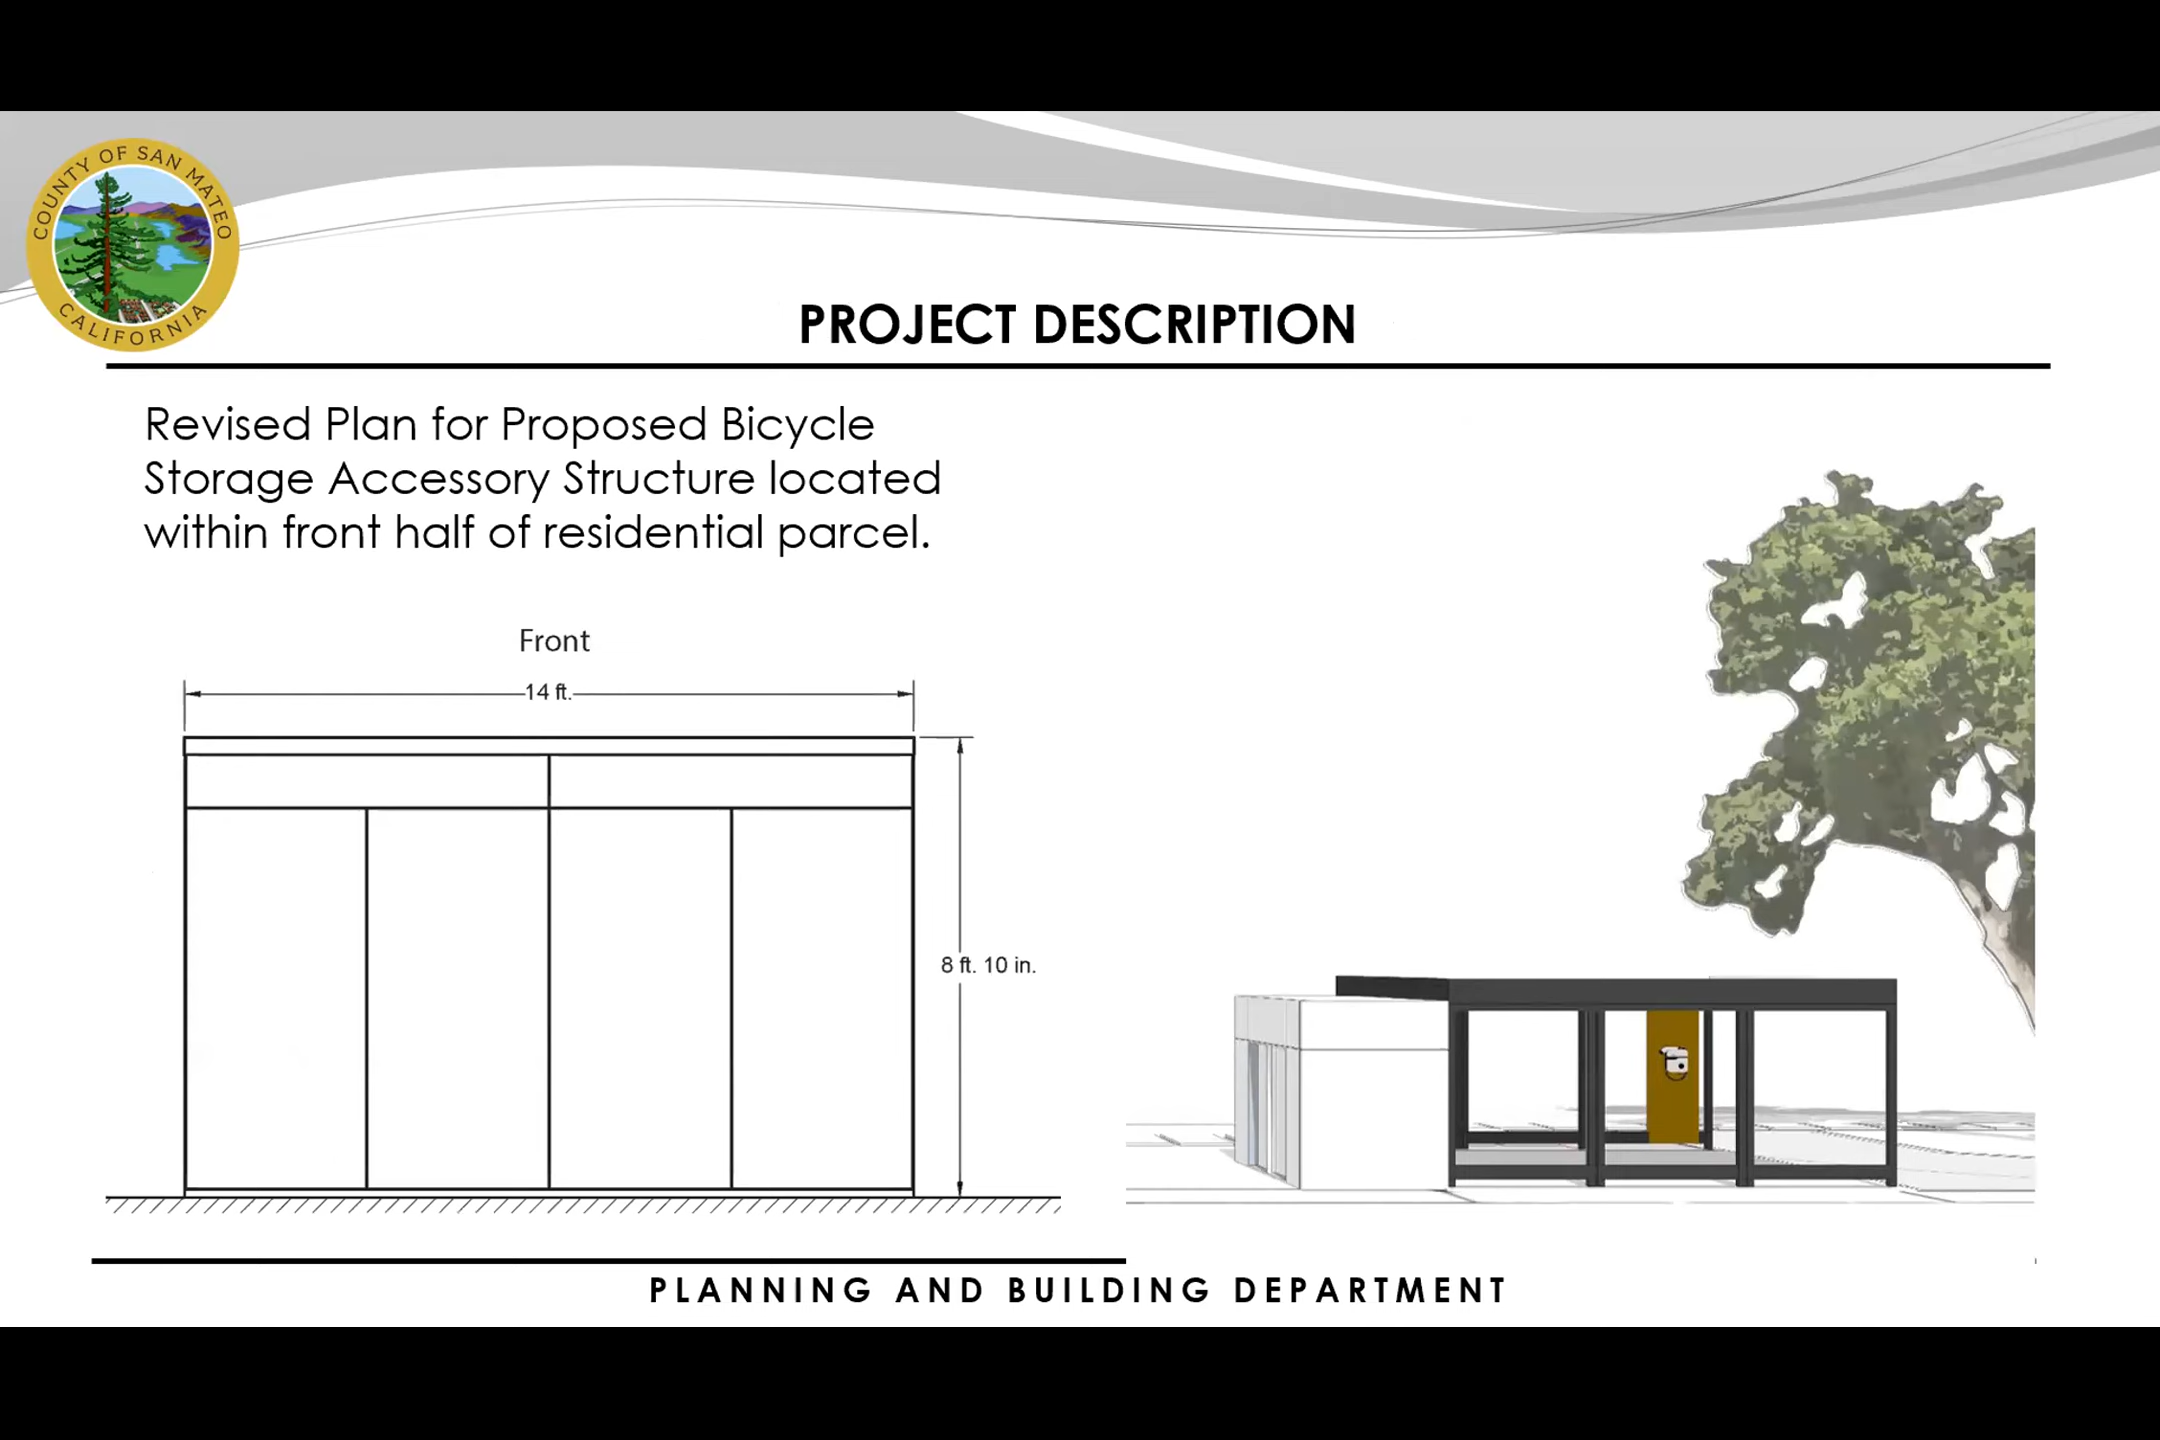 COUNTY OF SAN MATEO
CALIFORNIA
PROJECT DESCRIPTION
Revised Plan for Proposed Bicycle
Storage Accessory Structure located
within front half of residential parcel.
Front
14 ft.
8 ft. 10 in.
PLANNING AND BUILDING DEPARTMENT